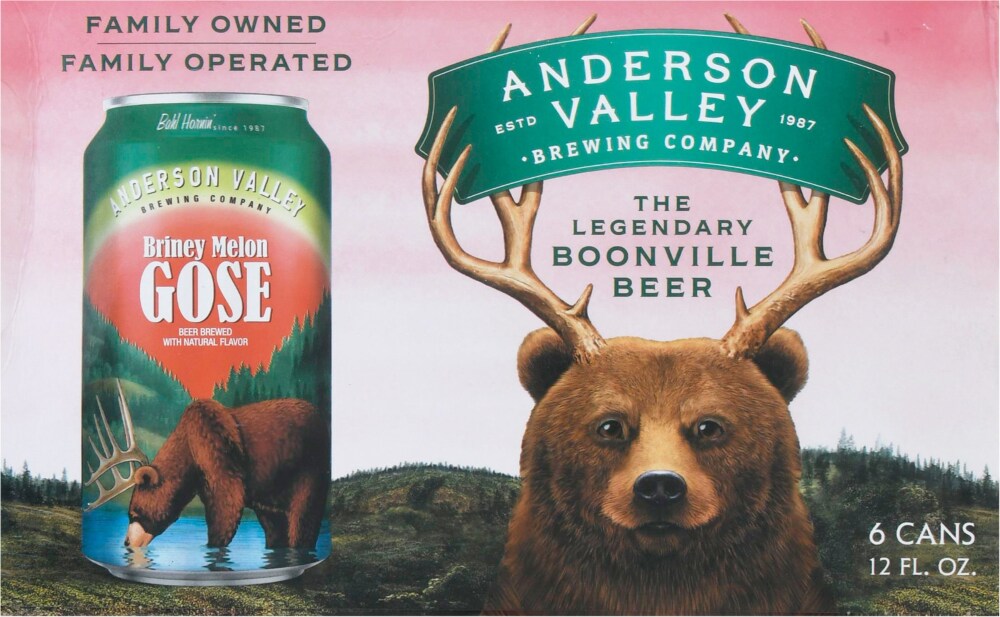 FAMILY OWNED
FAMILY OPERATED
Bahl Hornin' since 1987
ANDERSON VALLEY
BREWING COMPANY
Briney Melon
GOSE
BEER BREWED
WITH NATURAL FLAVOR
ANDERSON
VALLEY
ESTD 1987
•BREWING COMPANY•
THE
LEGENDARY
BOONVILLE
BEER
6 CANS
12 FL. OZ.